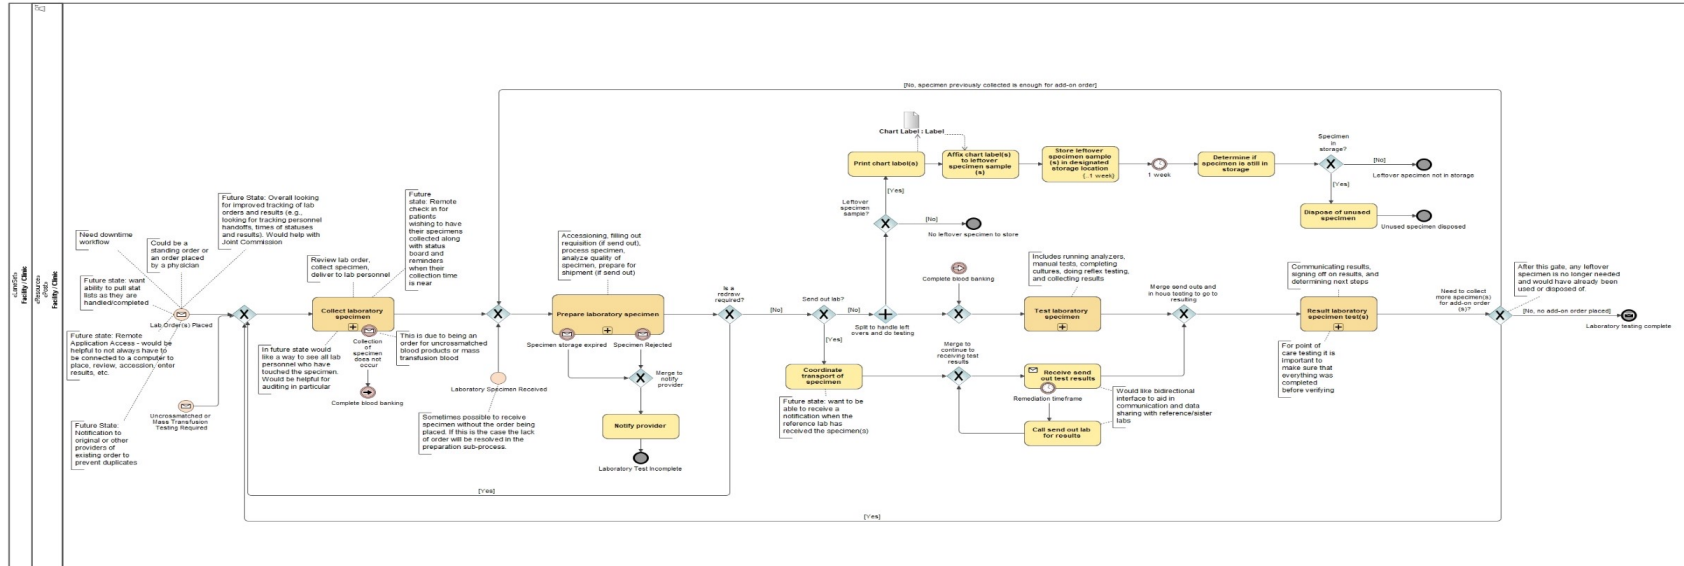 «LaneSet»
Facility / Clinic
«Resource»
«Post»
Facility / Clinic
[No, specimen previously collected is enough for add-on order]
Chart Label : Label
Print chart label(s)
Affix chart label(s)
to leftover
specimen sample
(s)
Store leftover
specimen sample
(s) in designated
storage location
(..1 week)
1 week
Determine if
specimen is still in
storage
Specimen
in
storage?
[No]
Leftover specimen not in storage
[Yes]
Dispose of unused
specimen
Unused specimen disposed
[Yes]
Leftover
specimen
sample?
[No]
No leftover specimen to store
Need downtime
workflow
Could be a
standing order or
an order placed
by a physician
Future State: Overall looking
for improved tracking of lab
orders and results (e.g.,
looking for tracking personnel
handoffs, times of statuses
and results). Would help with
Joint Commission
Future state: want
ability to pull stat
lists as they are
handled/completed
Lab Order(s) Placed
Future state: Remote
Application Access - would be
helpful to not always have to
be connected to a computer to
place, review, accession, enter
results, etc.
Uncrossmatched or
Mass Transfusion
Testing Required
Future State:
Notification to
original or other
providers of
existing order to
prevent duplicates
Review lab order,
collect specimen,
deliver to lab personnel
Future
state: Remote
check in for
patients
wishing to have
their specimens
collected along
with status
board and
reminders
when their
collection time
is near
Collect laboratory
specimen
In future state would
like a way to see all lab
personnel who have
touched the specimen.
Would be helpful for
auditing in particular
Collection
of
specimen
does not
occur
This is due to being an
order for uncrossmatched
blood products or mass
transfusion blood
Complete blood banking
Laboratory Specimen Received
Sometimes possible to receive
specimen without the order being
placed. If this is the case the lack
of order will be resolved in the
preparation sub-process.
Accessioning, filling out
requisition (if send out),
process specimen,
analyze quality of
specimen, prepare for
shipment (if send out)
Prepare laboratory specimen
Specimen storage expired
Specimen Rejected
Merge to
notify
provider
Notify provider
Laboratory Test Incomplete
Is a
redraw
required?
[No]
[Yes]
Send out lab?
[No]
[Yes]
Split to handle left
overs and do testing
Complete blood banking
Includes running analyzers,
manual tests, completing
cultures, doing reflex testing,
and collecting results
Test laboratory
specimen
Merge send outs and
in house testing to go to
resulting
Coordinate
transport of
specimen
Future state: want to be
able to receive a
notification when the
reference lab has
received the specimen(s)
Merge to
continue to
receiving test
results
Receive send
out test results
Remediation timeframe
Would like bidirectional
interface to aid in
communication and data
sharing with reference/sister
labs
Call send out lab
for results
Communicating results,
signing off on results, and
determining next steps
Result laboratory
specimen test(s)
For point of
care testing it is
important to
make sure that
everything was
completed
before verifying
Need to collect
more specimen(s)
for add-on order
(s)?
After this gate, any leftover
specimen is no longer needed
and would have already been
used or disposed of.
[No, no add-on order placed]
Laboratory testing complete
[Yes]